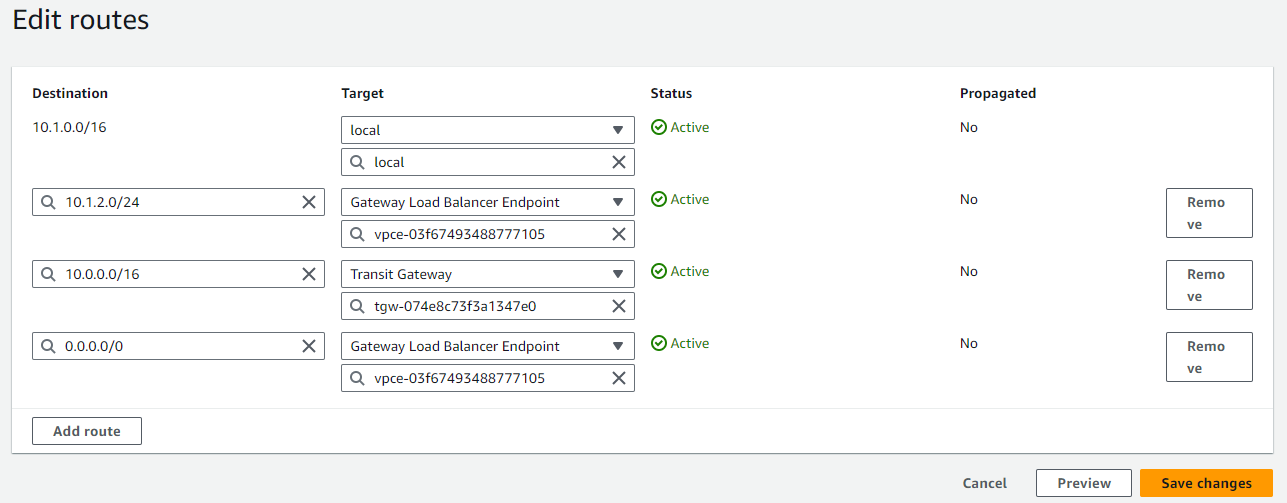 Edit routes
Destination Target Status Propagated
10.1.0.0/16 local Active No
local
10.1.2.0/24 Gateway Load Balancer Endpoint Active No Remo
ve
vpce-03f67493488777105
10.0.0.0/16 Transit Gateway Active No Remo
ve
tgw-074e8c73f3a1347e0
0.0.0.0/0 Gateway Load Balancer Endpoint Active No Remo
ve
vpce-03f67493488777105
Add route
Cancel Preview Save changes